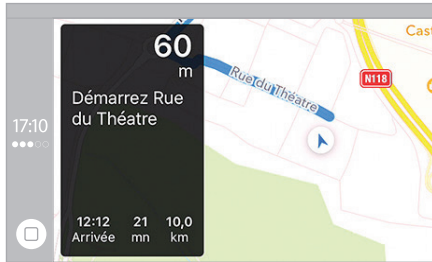 60
m
Démarrez Rue
du Théatre
17:10
12:12 21 10,0
Arrivée mn km
Rue du Théatre
N118
Cast